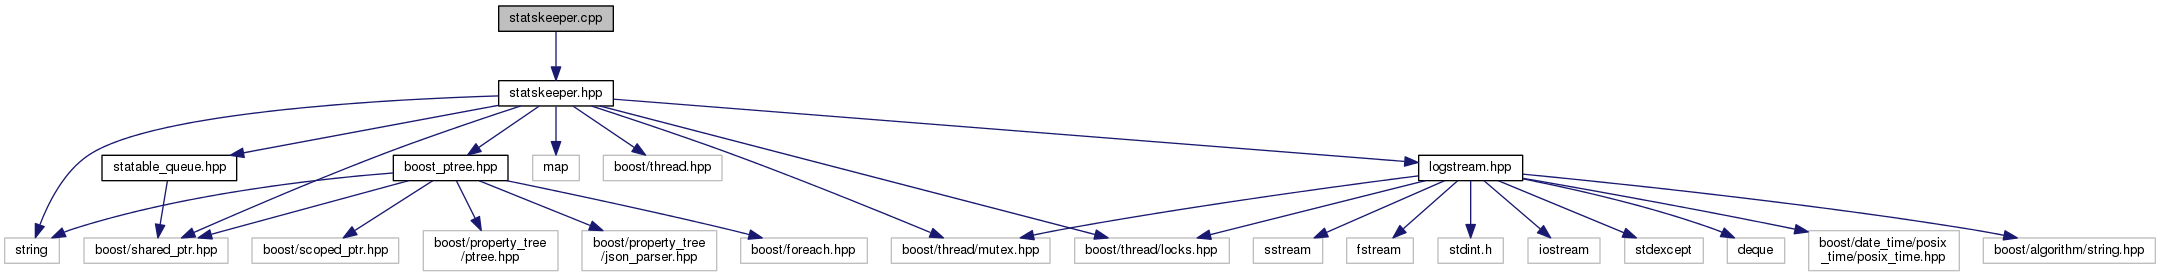 statskeeper.cpp
statskeeper.hpp
statable_queue.hpp
boost_ptree.hpp
map
boost/thread.hpp
logstream.hpp
string
boost/shared_ptr.hpp
boost/scoped_ptr.hpp
boost/property_tree
/ptree.hpp
boost/property_tree
/json_parser.hpp
boost/foreach.hpp
boost/thread/mutex.hpp
boost/thread/locks.hpp
sstream
fstream
stdint.h
iostream
stdexcept
deque
boost/date_time/posix
_time/posix_time.hpp
boost/algorithm/string.hpp